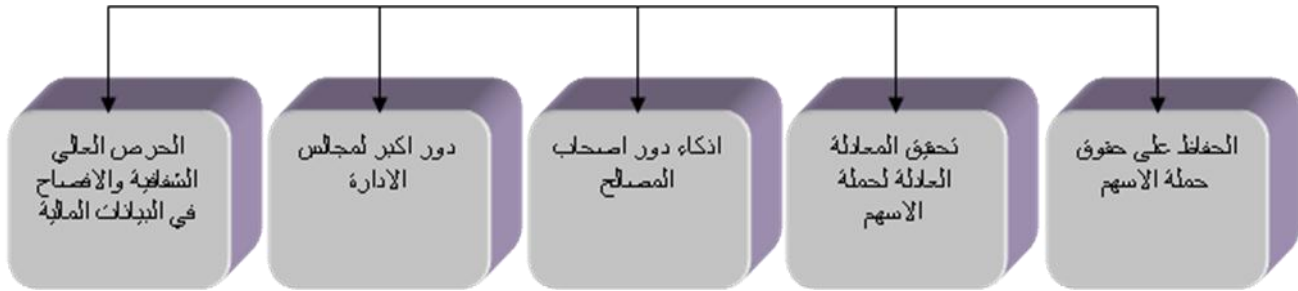 الحفاظ على حقوق
حملة الاسهم
تحقيق المعادلة
العادلة لحملة
الاسهم
اذكاء دور اصحاب
المصالح
دور اكبر لمجالس
الادارة
الحرص العالي
الشفافية والافصاح
في البيانات المالية